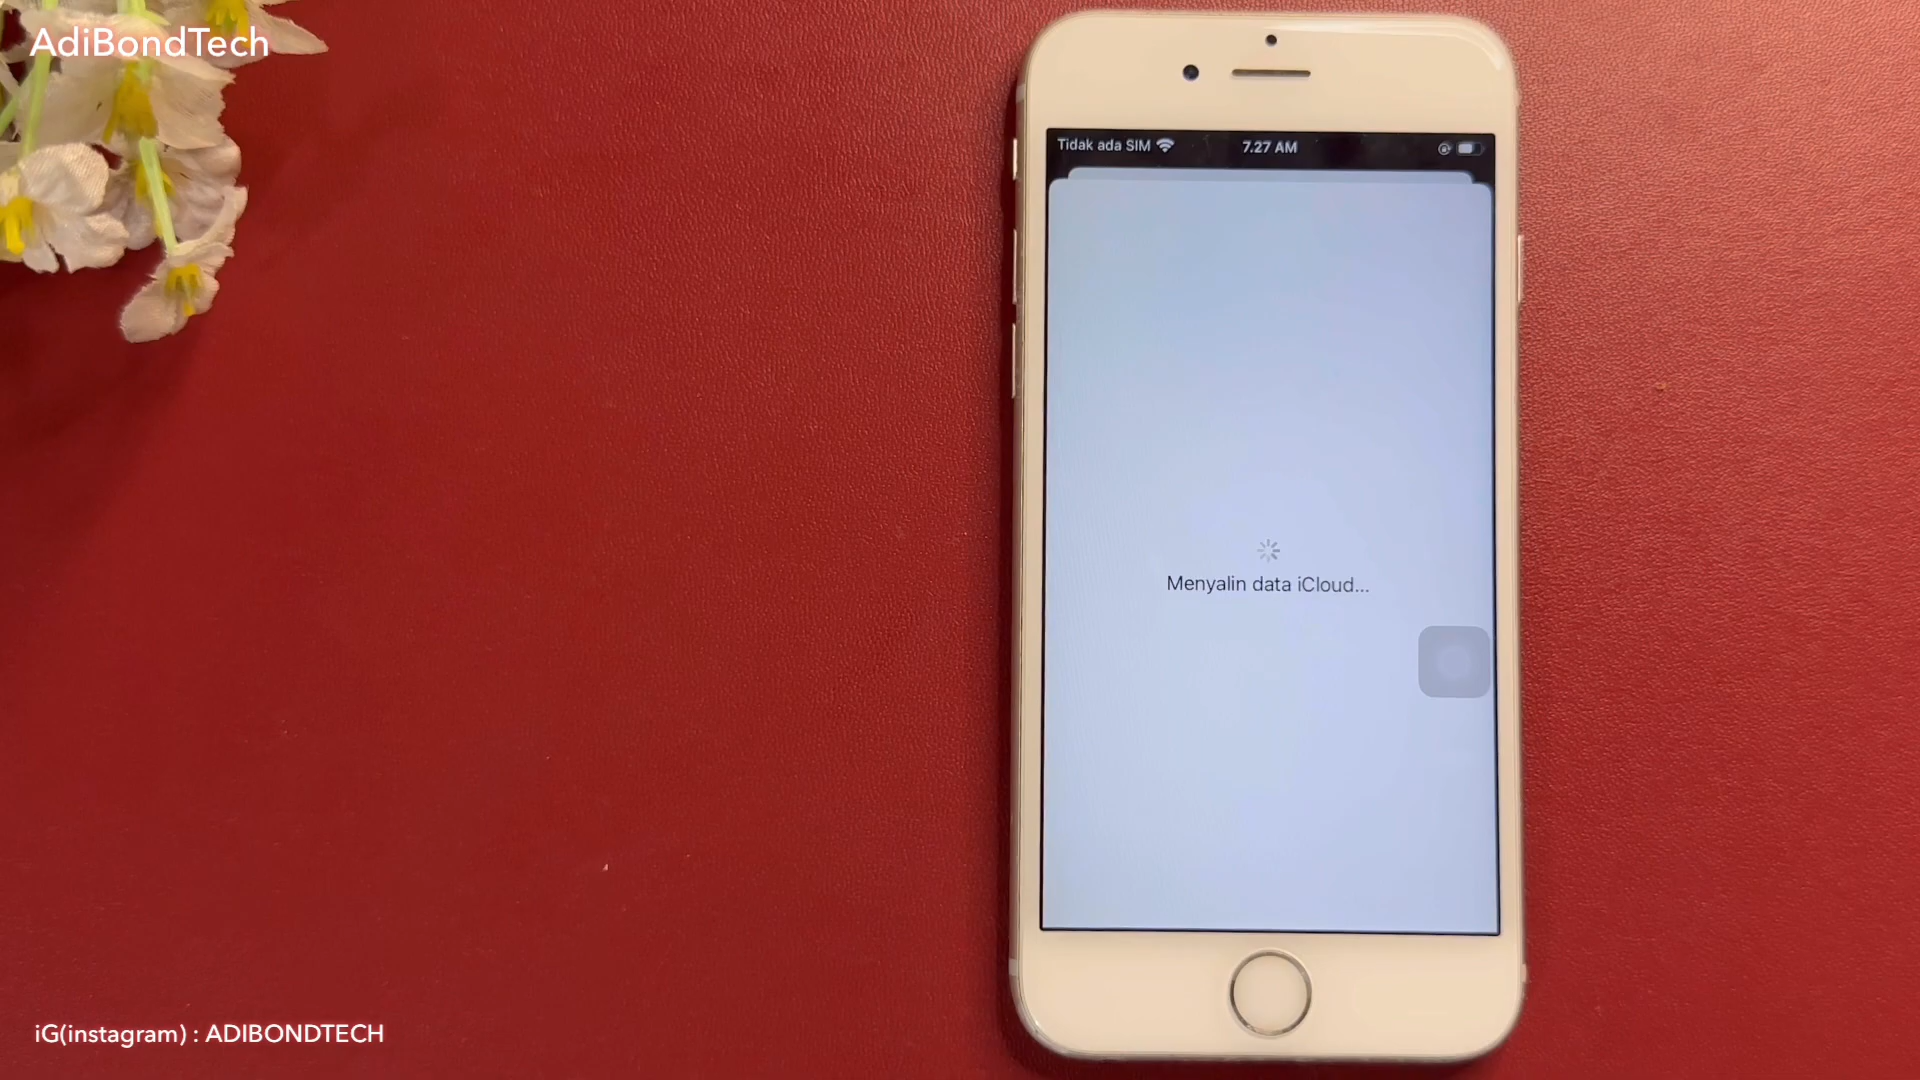 AdiBondTech
Tidak ada SIM
7.27 AM
Menyalin data iCloud...
iG(instagram) : ADIBONDTECH